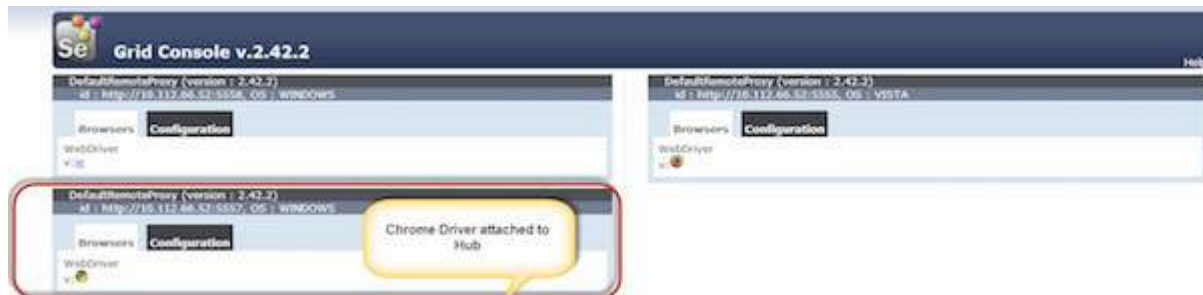 Se Grid Console v.2.42.2
Help
DefaultRemoteProxy (version : 2.42.2)
id : http://10.112.66.52:5558, OS : WINDOWS
Browsers Configuration
WebDriver
v:
DefaultRemoteProxy (version : 2.42.2)
id : http://10.112.66.52:5555, OS : VISTA
Browsers Configuration
WebDriver
v:
DefaultRemoteProxy (version : 2.42.2)
id : http://10.112.66.52:5557, OS : WINDOWS
Browsers Configuration
WebDriver
v:
Chrome Driver attached to
Hub